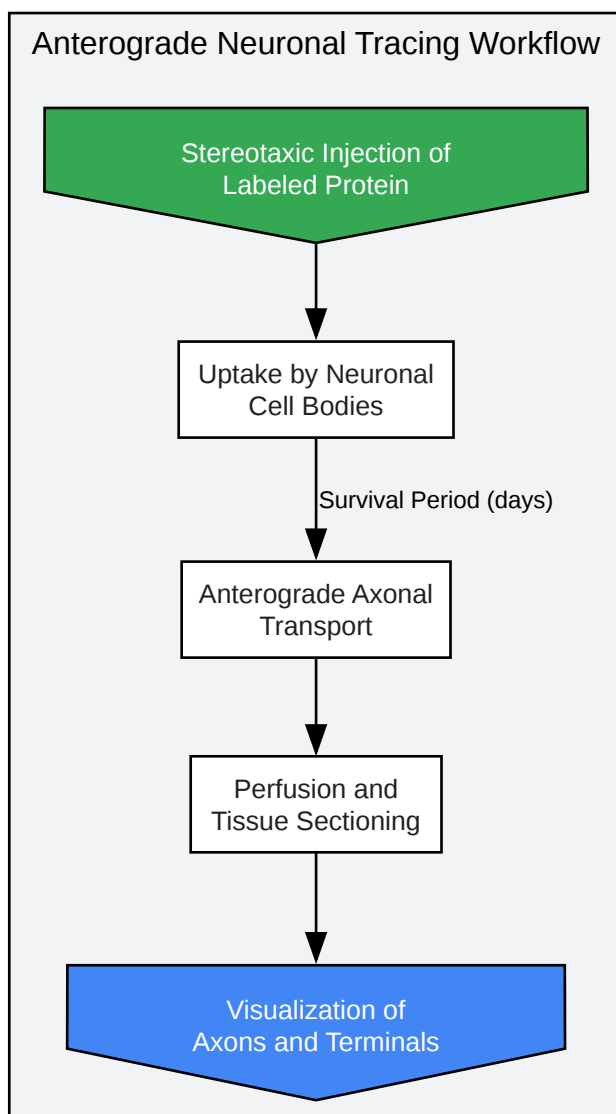 Anterograde Neuronal Tracing Workflow
Stereotaxic Injection of
Labeled Protein
Uptake by Neuronal
Cell Bodies
Survival Period (days)
Anterograde Axonal
Transport
Perfusion and
Tissue Sectioning
Visualization of
Axons and Terminals